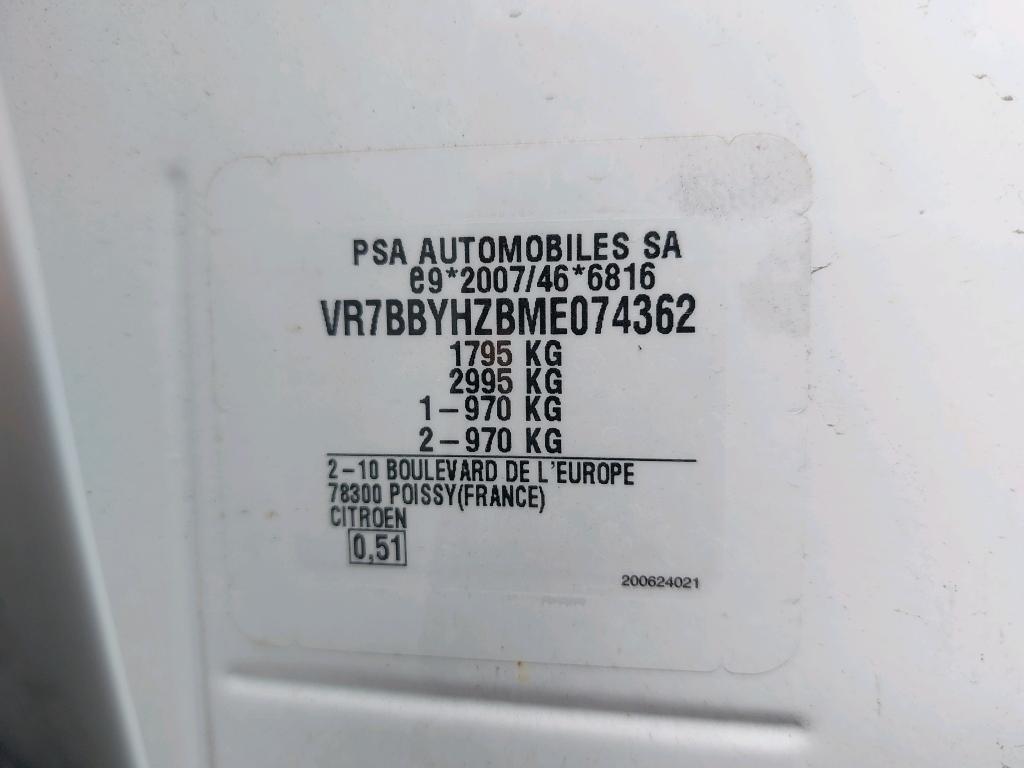 PSA AUTOMOBILES SA
e9*2007/46*6816
VR7BBYHZBME074362
1795 KG
2995 KG
1-970 KG
2-970 KG
2-10 BOULEVARD DE L'EUROPE
78300 POISSY(FRANCE)
CITROEN
0,51
200624021